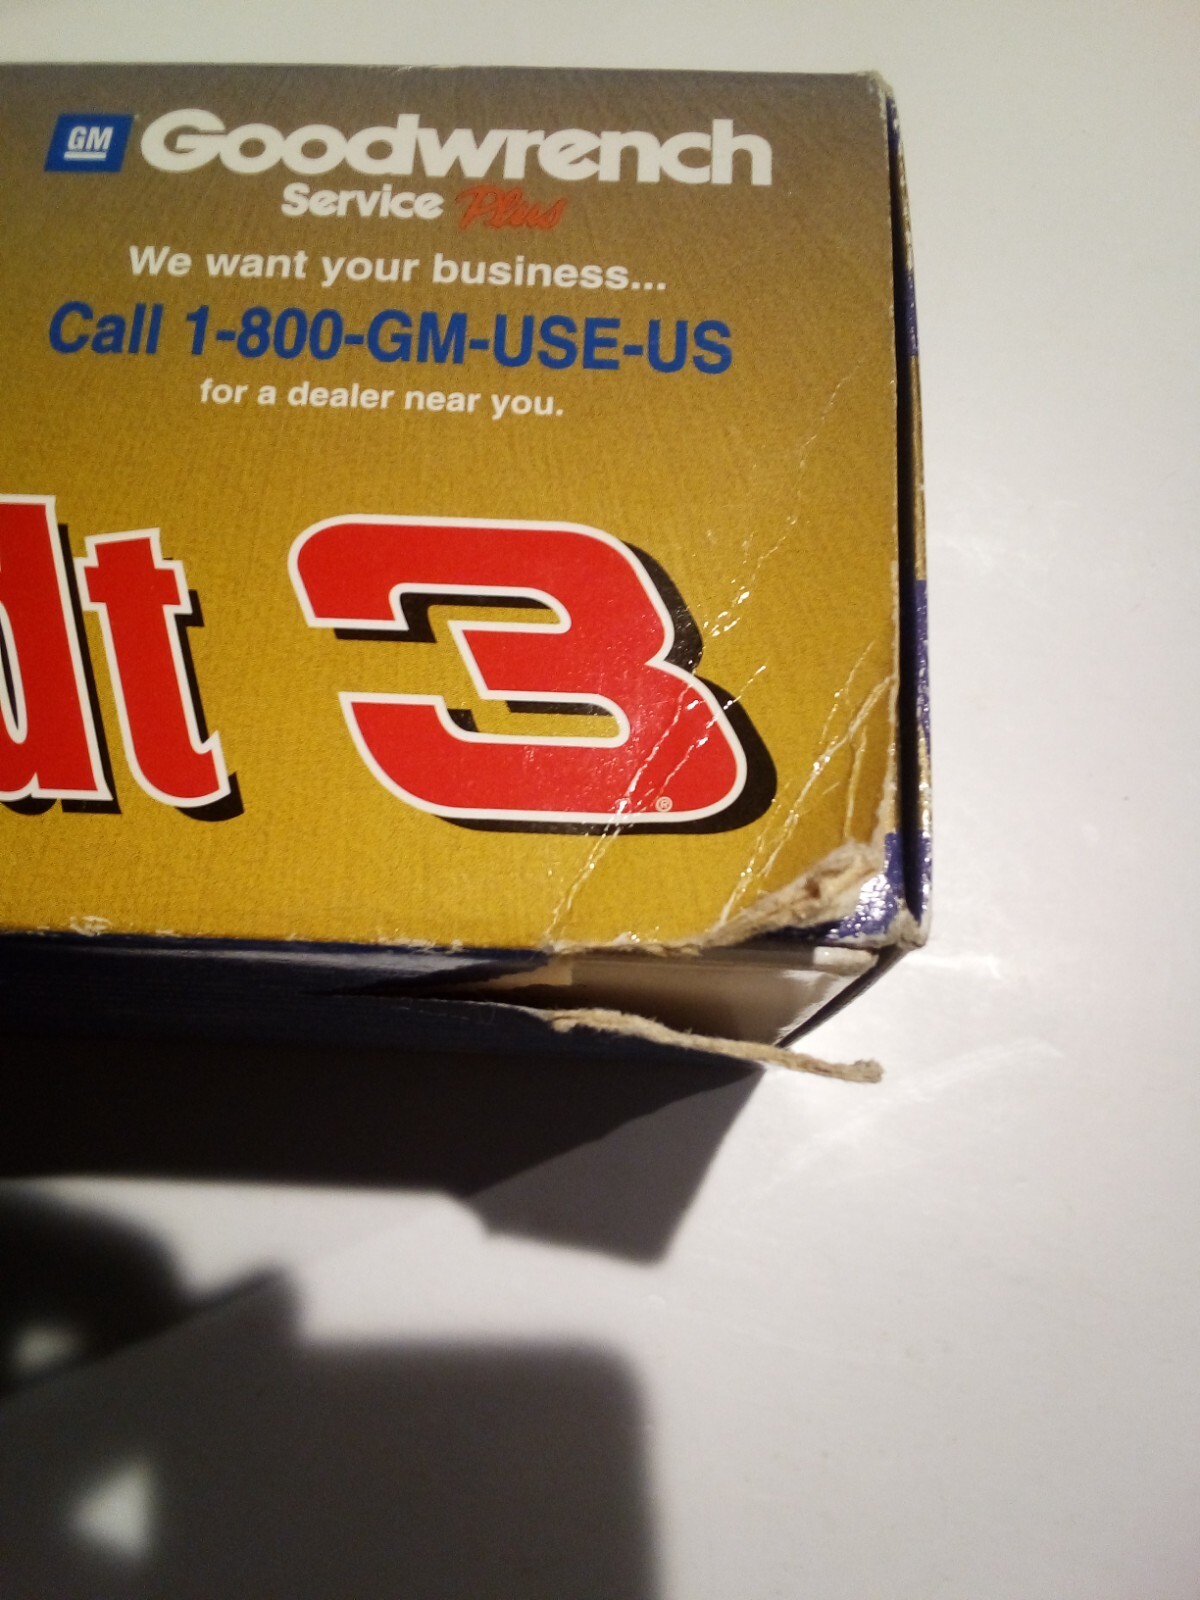 GM Goodwrench
Service Plus
We want your business...
Call 1-800-GM-USE-US
for a dealer near you.
dt 3®